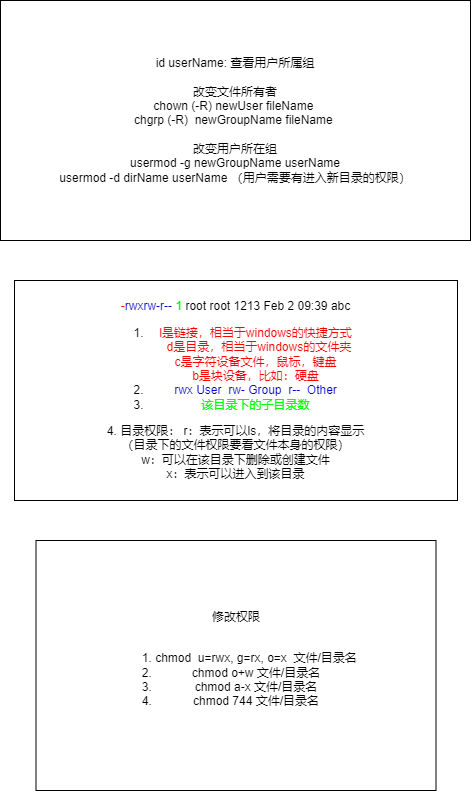 id userName: 查看用户所属组
改变文件所有者
chown (-R) newUser fileName
chgrp (-R) newGroupName fileName
改变用户所在组
usermod -g newGroupName userName
usermod -d dirName userName （用户需要有进入新目录的权限）
-rwxrw-r-- 1 root root 1213 Feb 2 09:39 abc
1. l是链接，相当于windows的快捷方式
d是目录，相当于windows的文件夹
c是字符设备文件，鼠标，键盘
b是块设备，比如：硬盘
2. rwx User rw- Group r-- Other
3. 该目录下的子目录数
4. 目录权限： r：表示可以ls，将目录的内容显示
（目录下的文件权限要看文件本身的权限）
w：可以在该目录下删除或创建文件
x：表示可以进入到该目录
修改权限
1. chmod u=rwx, g=rx, o=x 文件/目录名
2. chmod o+w 文件/目录名
3. chmod a-x 文件/目录名
4. chmod 744 文件/目录名